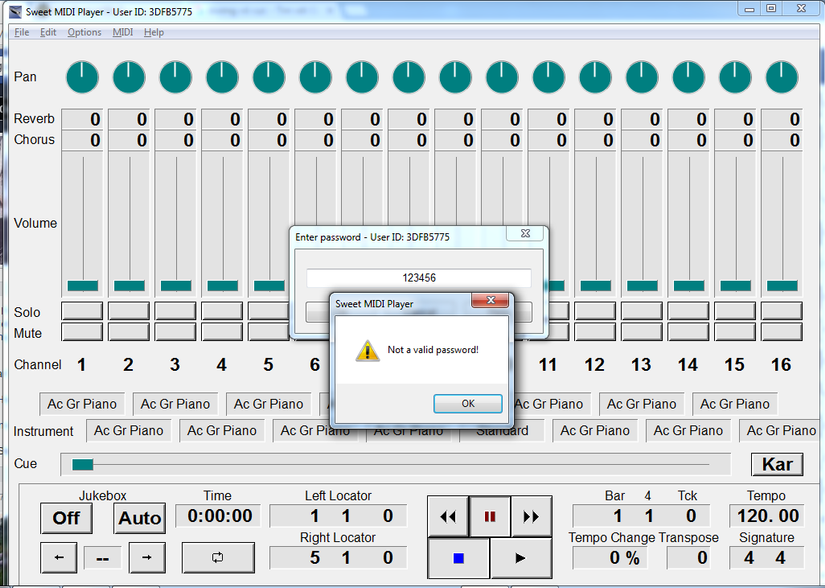 Sweet MIDI Player - User ID: 3DFB5775
File Edit Options MIDI Help
Pan
Reverb 0 0 0 0 0 0 0 0 0 0 0 0 0 0 0 0
Chorus 0 0 0 0 0 0 0 0 0 0 0 0 0 0 0 0
Volume
Enter password - User ID: 3DFB5775
123456
Sweet MIDI Player
Not a valid password!
OK
Solo
Mute
Channel 1 2 3 4 5 6 11 12 13 14 15 16
Ac Gr Piano Ac Gr Piano Ac Gr Piano Ac Gr Piano Ac Gr Piano Ac Gr Piano
Instrument Ac Gr Piano Ac Gr Piano Ac Gr Piano Ac Gr Piano Standard Ac Gr Piano Ac Gr Piano Ac Gr Piano
Cue Kar
Jukebox Time Left Locator Bar 4 Tck Tempo
Off Auto 0:00:00 1 1 0 1 1 0 120. 00
Right Locator Tempo Change Transpose Signature
-- 5 1 0 0 % 0 4 4